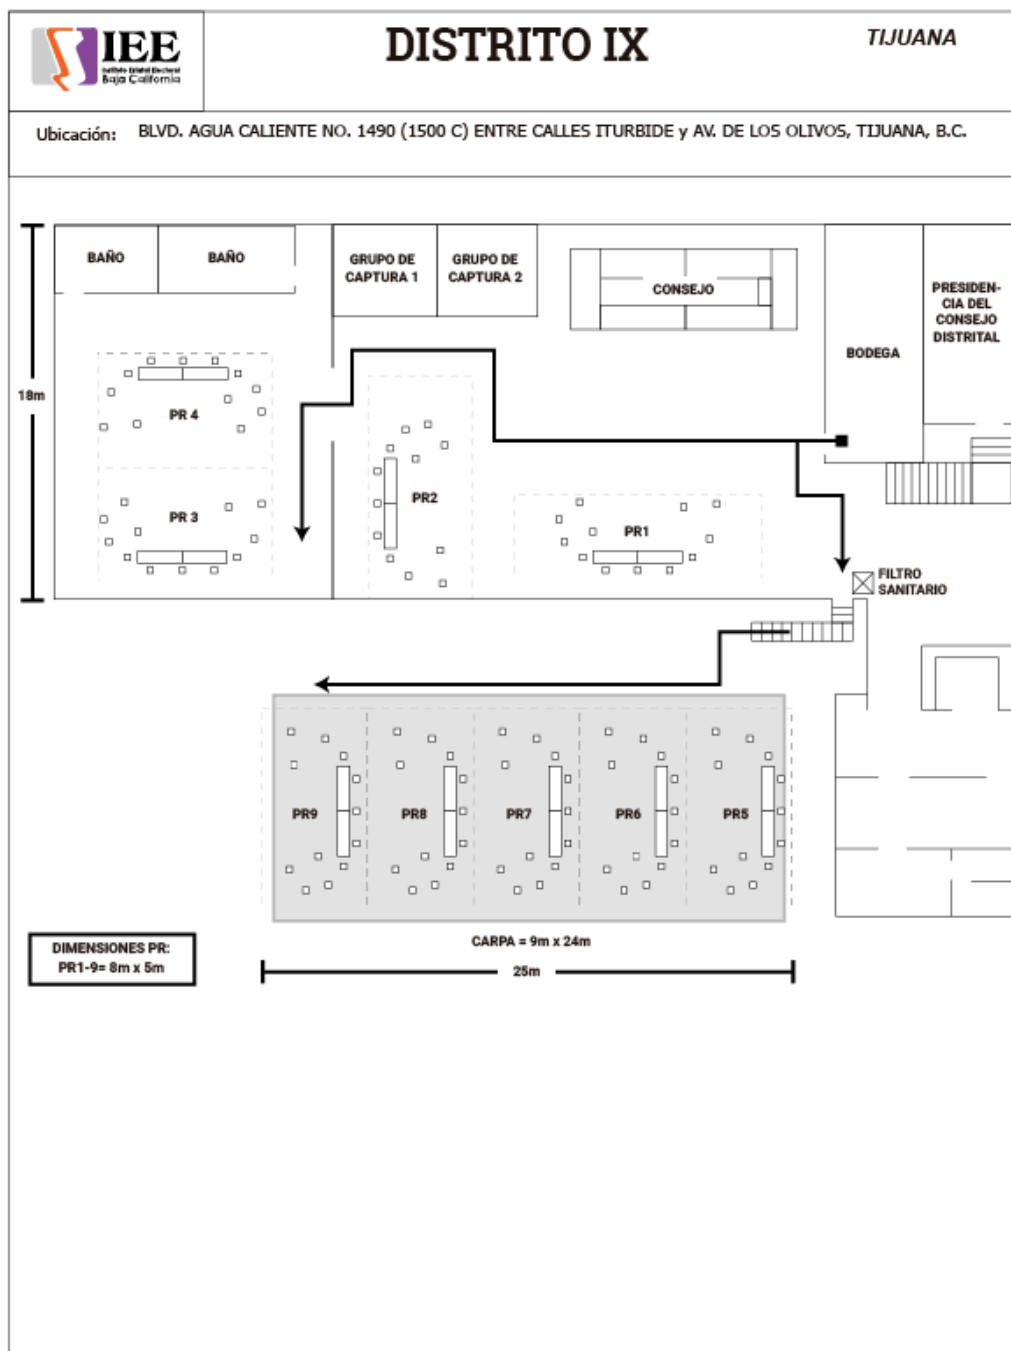 IEE
Instituto Estatal Electoral
Baja California
DISTRITO IX
TIJUANA
Ubicación: BLVD. AGUA CALIENTE NO. 1490 (1500 C) ENTRE CALLES ITURBIDE y AV. DE LOS OLIVOS, TIJUANA, B.C.
BAÑO
BAÑO
GRUPO DE
CAPTURA 1
GRUPO DE
CAPTURA 2
CONSEJO
BODEGA
PRESIDEN-
CIA DEL
CONSEJO
DISTRITAL
18m
PR 4
PR 3
PR2
PR1
FILTRO
SANITARIO
PR9
PR8
PR7
PR6
PR5
DIMENSIONES PR:
PR1-9= 8m x 5m
CARPA = 9m x 24m
25m